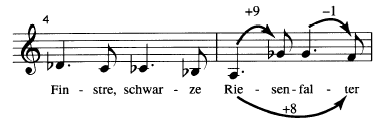 +9 −1
4
Fin - stre, schwar - ze Rie - sen - fal - ter
+8